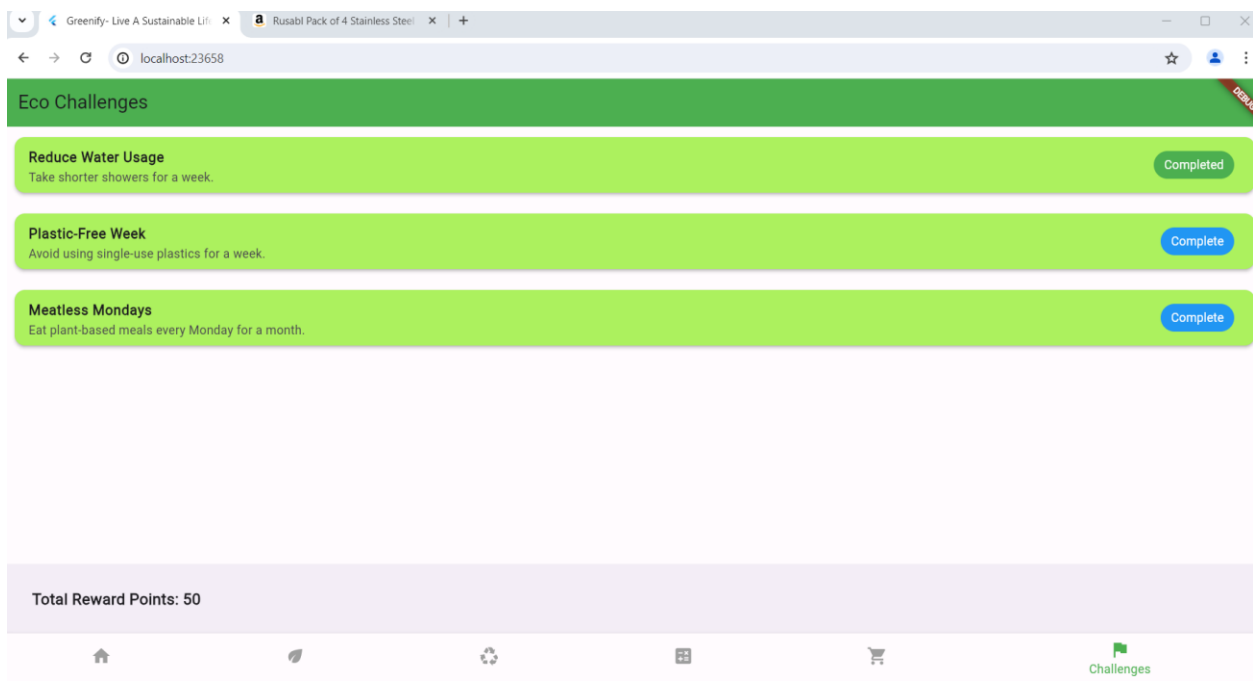 Greenify- Live A Sustainable Lif
a Rusabl Pack of 4 Stainless Steel
localhost:23658
Eco Challenges
DEBUG
Reduce Water Usage
Take shorter showers for a week.
Completed
Plastic-Free Week
Avoid using single-use plastics for a week.
Complete
Meatless Mondays
Eat plant-based meals every Monday for a month.
Complete
Total Reward Points: 50
Challenges